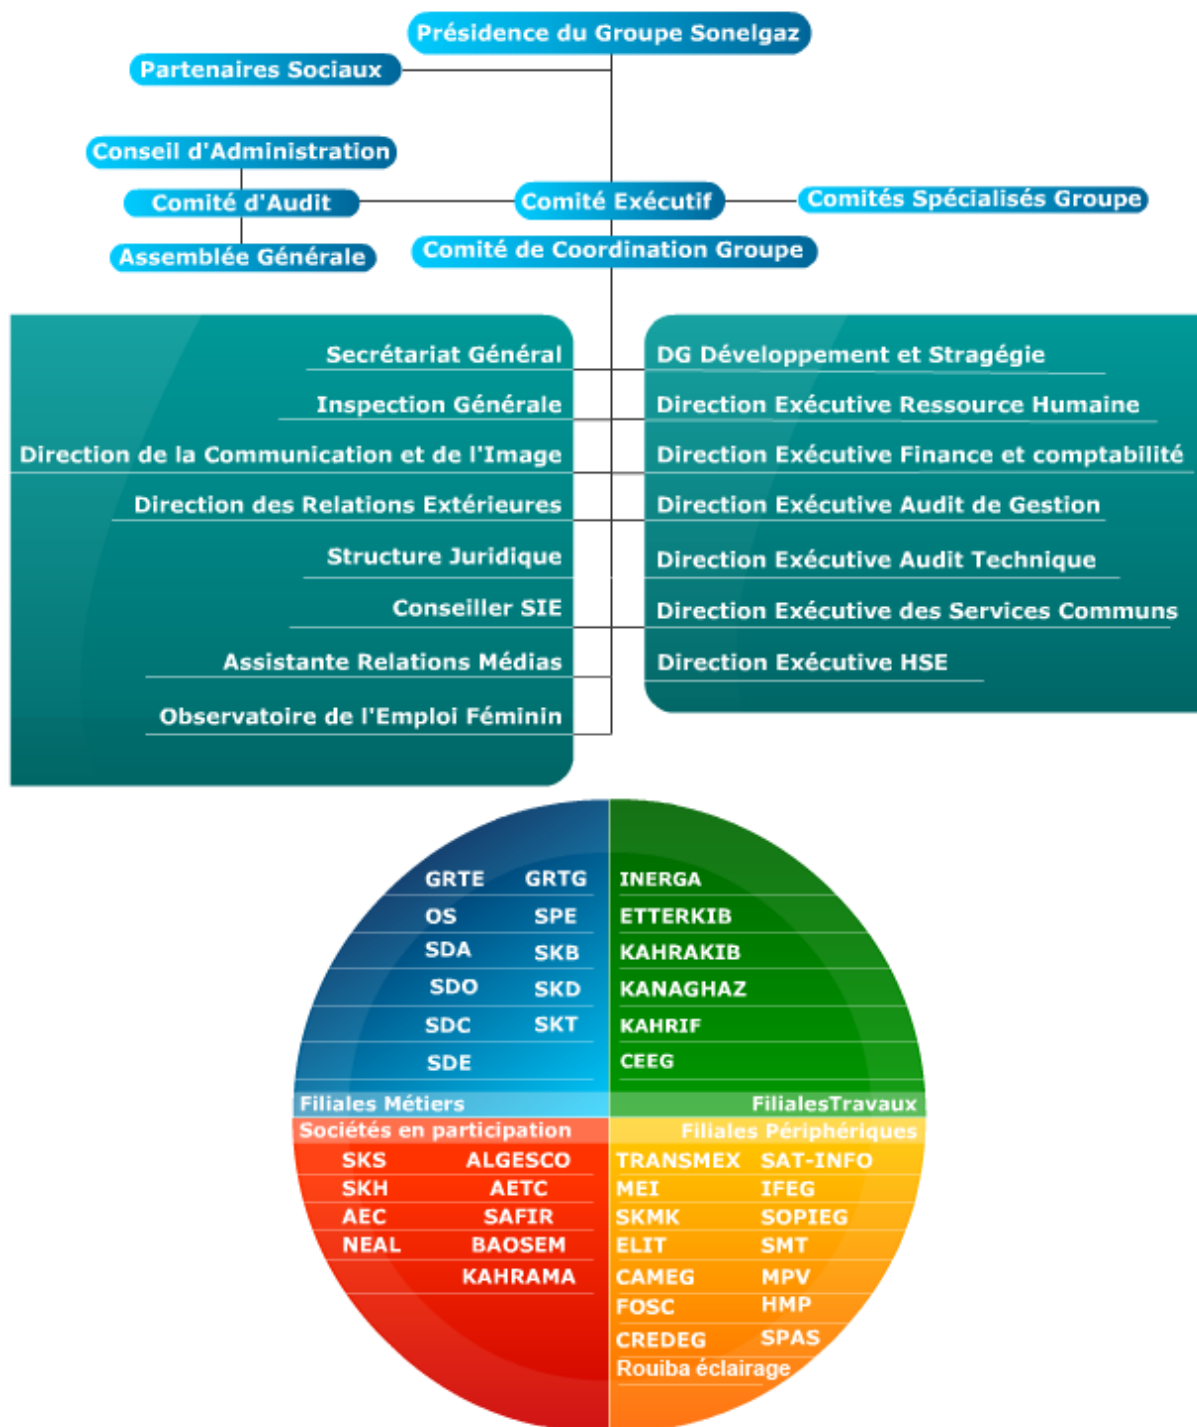 Présidence du Groupe Sonelgaz
Partenaires Sociaux
Conseil d'Administration
Comité d'Audit
Comité Exécutif
Comités Spécialisés Groupe
Assemblée Générale
Comité de Coordination Groupe
Secrétariat Général
Inspection Générale
Direction de la Communication et de l'Image
Direction des Relations Extérieures
Structure Juridique
Conseiller SIE
Assistante Relations Médias
Observatoire de l'Emploi Féminin
DG Développement et Stragégie
Direction Exécutive Ressource Humaine
Direction Exécutive Finance et comptabilité
Direction Exécutive Audit de Gestion
Direction Exécutive Audit Technique
Direction Exécutive des Services Communs
Direction Exécutive HSE
GRTE GRTG
OS SPE
SDA SKB
SDO SKD
SDC SKT
SDE
Filiales Métiers
INERGA
ETTERKIB
KAHRAKIB
KANAGHAZ
KAHRIF
CEEG
FilialesTravaux
Sociétés en participation
SKS ALGESCO
SKH AETC
AEC SAFIR
NEAL BAOSEM
KAHRAMA
Filiales Périphériques
TRANSMEX SAT-INFO
MEI IFEG
SKMK SOPIEG
ELIT SMT
CAMEG MPV
FOSC HMP
CREDEG SPAS
Rouiba éclairage